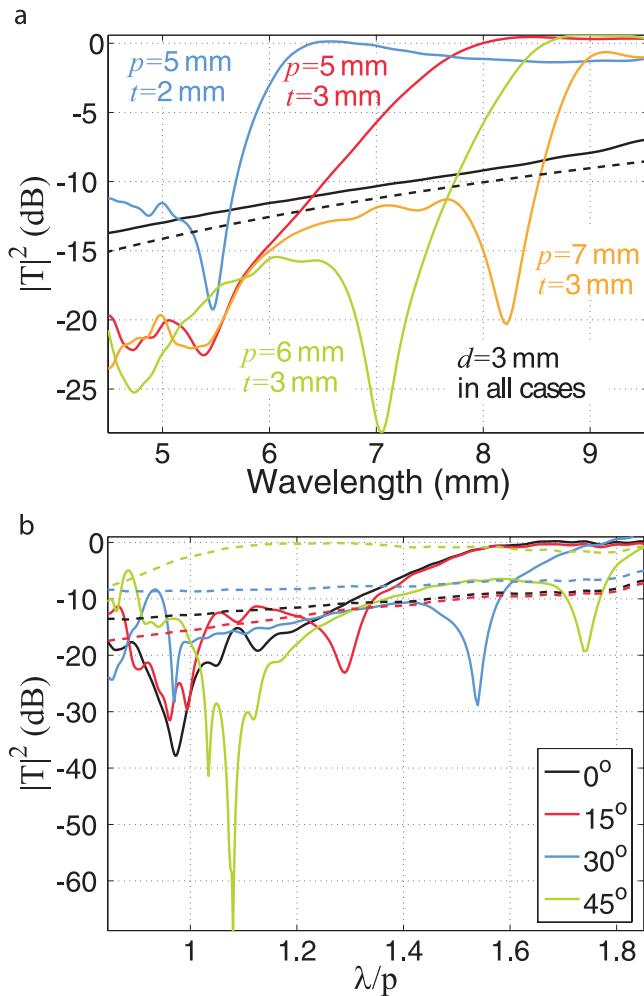 a
0
-5
-10
-15
-20
-25
|T|² (dB)
p=5 mm
t=2 mm
p=5 mm
t=3 mm
p=7 mm
t=3 mm
p=6 mm
t=3 mm
d=3 mm
in all cases
5 6 7 8 9
Wavelength (mm)
b
0
-10
-20
-30
-40
-50
-60
|T|² (dB)
0°
15°
30°
45°
1 1.2 1.4 1.6 1.8
λ/p